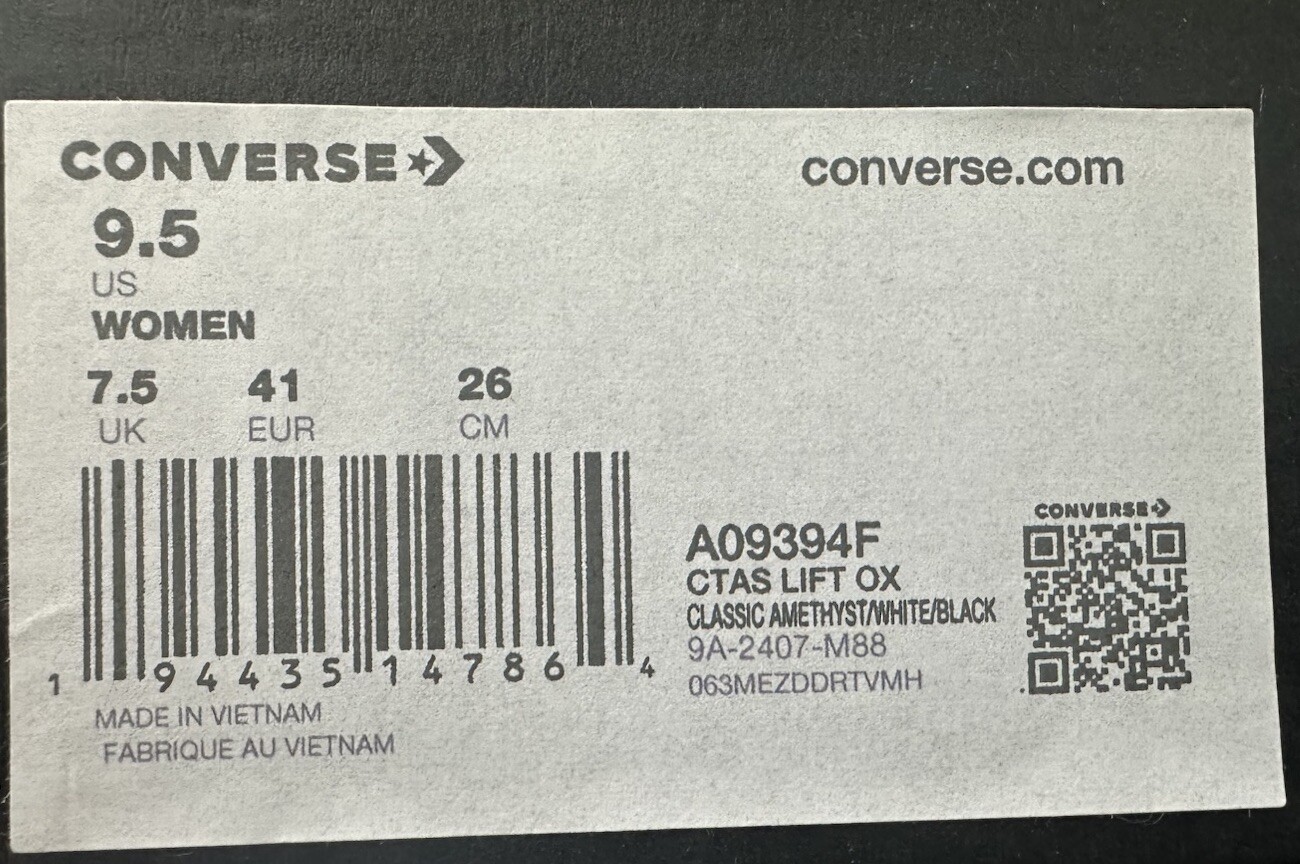 CONVERSE
converse.com
9.5
US
WOMEN
7.5 41 26
UK EUR CM
1 94435 14786 4
MADE IN VIETNAM
FABRIQUE AU VIETNAM
A09394F
CTAS LIFT OX
CLASSIC AMETHYST/WHITE/BLACK
9A-2407-M88
063MEZDDRTVMH
CONVERSE